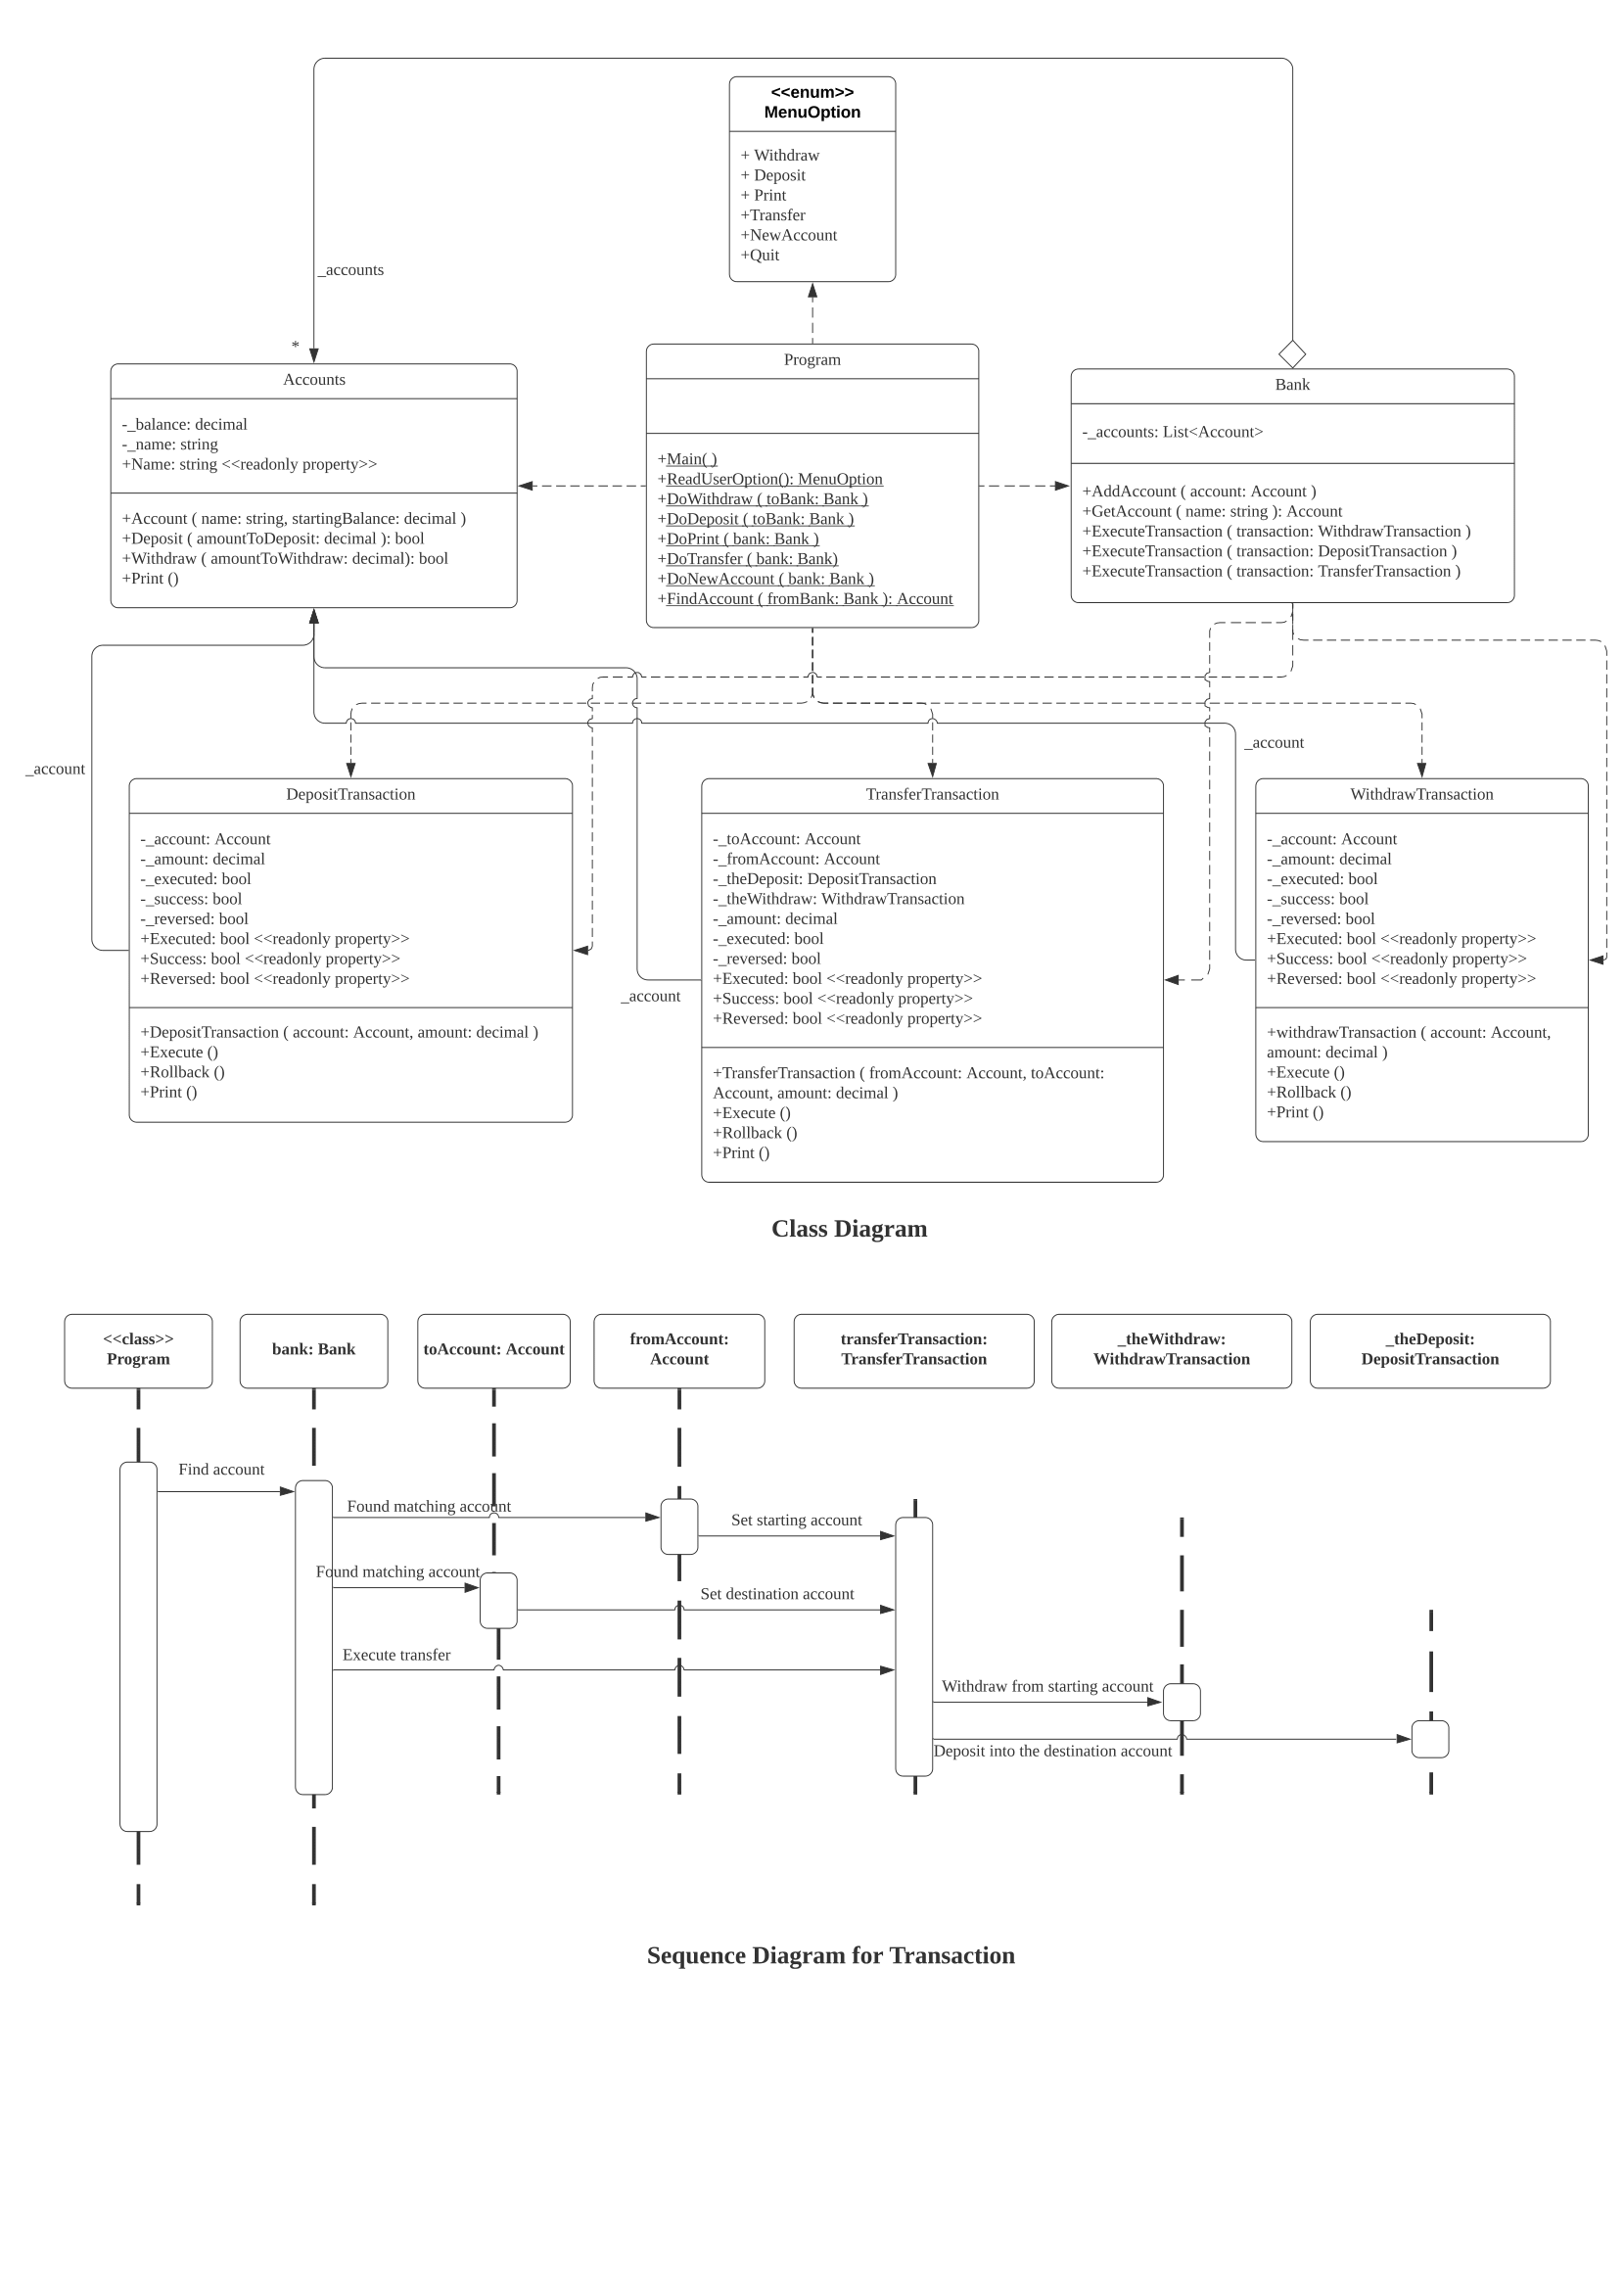 <<enum>>
MenuOption
+ Withdraw
+ Deposit
+ Print
+Transfer
+NewAccount
+Quit
_accounts
*
Accounts
-_balance: decimal
-_name: string
+Name: string <<readonly property>>
+Account ( name: string, startingBalance: decimal )
+Deposit ( amountToDeposit: decimal ): bool
+Withdraw ( amountToWithdraw: decimal): bool
+Print ()
Program
+Main( )
+ReadUserOption(): MenuOption
+DoWithdraw ( toBank: Bank )
+DoDeposit ( toBank: Bank )
+DoPrint ( bank: Bank )
+DoTransfer ( bank: Bank)
+DoNewAccount ( bank: Bank )
+FindAccount ( fromBank: Bank ): Account
Bank
-_accounts: List<Account>
+AddAccount ( account: Account )
+GetAccount ( name: string ): Account
+ExecuteTransaction ( transaction: WithdrawTransaction )
+ExecuteTransaction ( transaction: DepositTransaction )
+ExecuteTransaction ( transaction: TransferTransaction )
_account
_account
_account
DepositTransaction
-_account: Account
-_amount: decimal
-_executed: bool
-_success: bool
-_reversed: bool
+Executed: bool <<readonly property>>
+Success: bool <<readonly property>>
+Reversed: bool <<readonly property>>
+DepositTransaction ( account: Account, amount: decimal )
+Execute ()
+Rollback ()
+Print ()
TransferTransaction
-_toAccount: Account
-_fromAccount: Account
-_theDeposit: DepositTransaction
-_theWithdraw: WithdrawTransaction
-_amount: decimal
-_executed: bool
-_reversed: bool
+Executed: bool <<readonly property>>
+Success: bool <<readonly property>>
+Reversed: bool <<readonly property>>
+TransferTransaction ( fromAccount: Account, toAccount:
Account, amount: decimal )
+Execute ()
+Rollback ()
+Print ()
WithdrawTransaction
-_account: Account
-_amount: decimal
-_executed: bool
-_success: bool
-_reversed: bool
+Executed: bool <<readonly property>>
+Success: bool <<readonly property>>
+Reversed: bool <<readonly property>>
+withdrawTransaction ( account: Account,
amount: decimal )
+Execute ()
+Rollback ()
+Print ()
Class Diagram
<<class>>
Program
bank: Bank
toAccount: Account
fromAccount:
Account
transferTransaction:
TransferTransaction
_theWithdraw:
WithdrawTransaction
_theDeposit:
DepositTransaction
Find account
Found matching account
Set starting account
Found matching account
Set destination account
Execute transfer
Withdraw from starting account
Deposit into the destination account
Sequence Diagram for Transaction